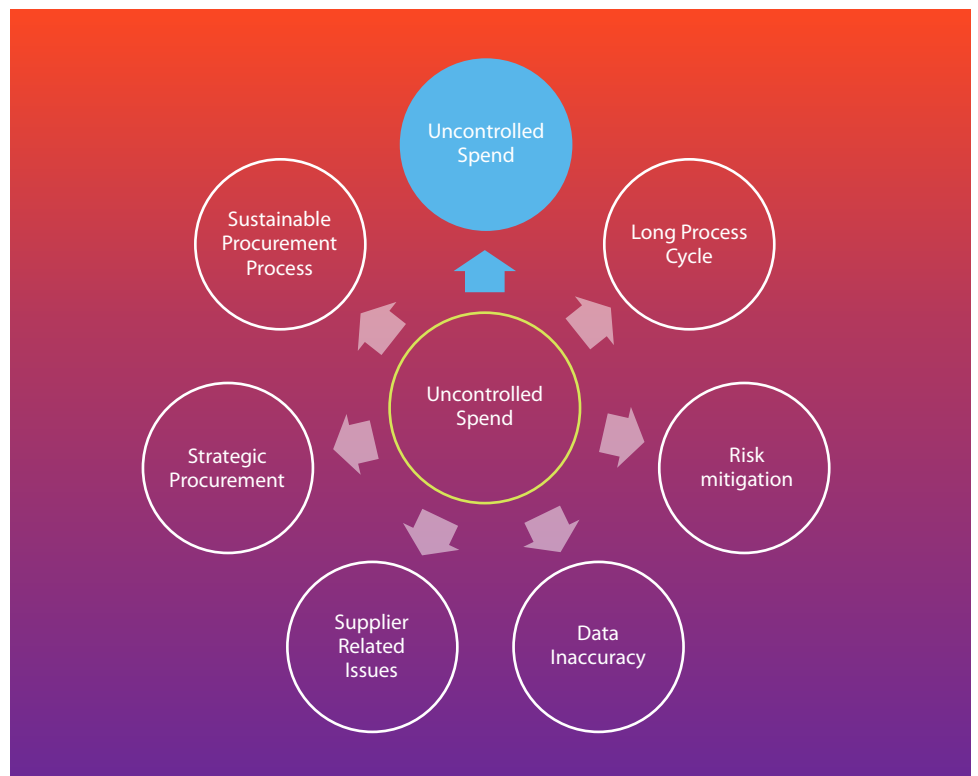 Uncontrolled
Spend
Long Process
Cycle
Risk
mitigation
Data
Inaccuracy
Supplier
Related
Issues
Strategic
Procurement
Sustainable
Procurement
Process
Uncontrolled
Spend